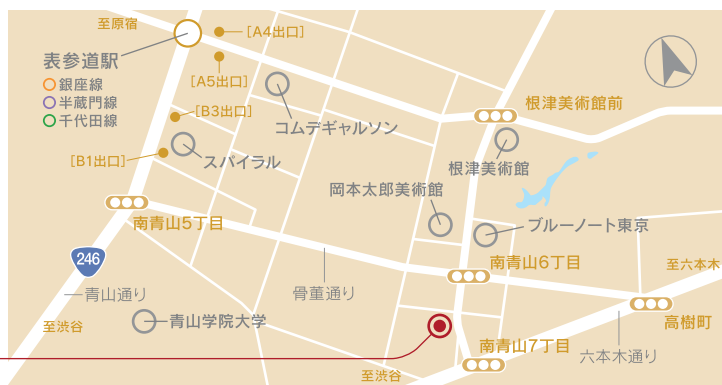 至原宿
[A4出口]
表参道駅
[A5出口]
銀座線
半蔵門線
千代田線
[B3出口]
コムデギャルソン
根津美術館前
[B1出口]
スパイラル
根津美術館
岡本太郎美術館
南青山5丁目
ブルーノート東京
246
南青山6丁目
至六本木
青山通り
骨董通り
至渋谷
青山学院大学
高樹町
南青山7丁目
六本木通り
至渋谷